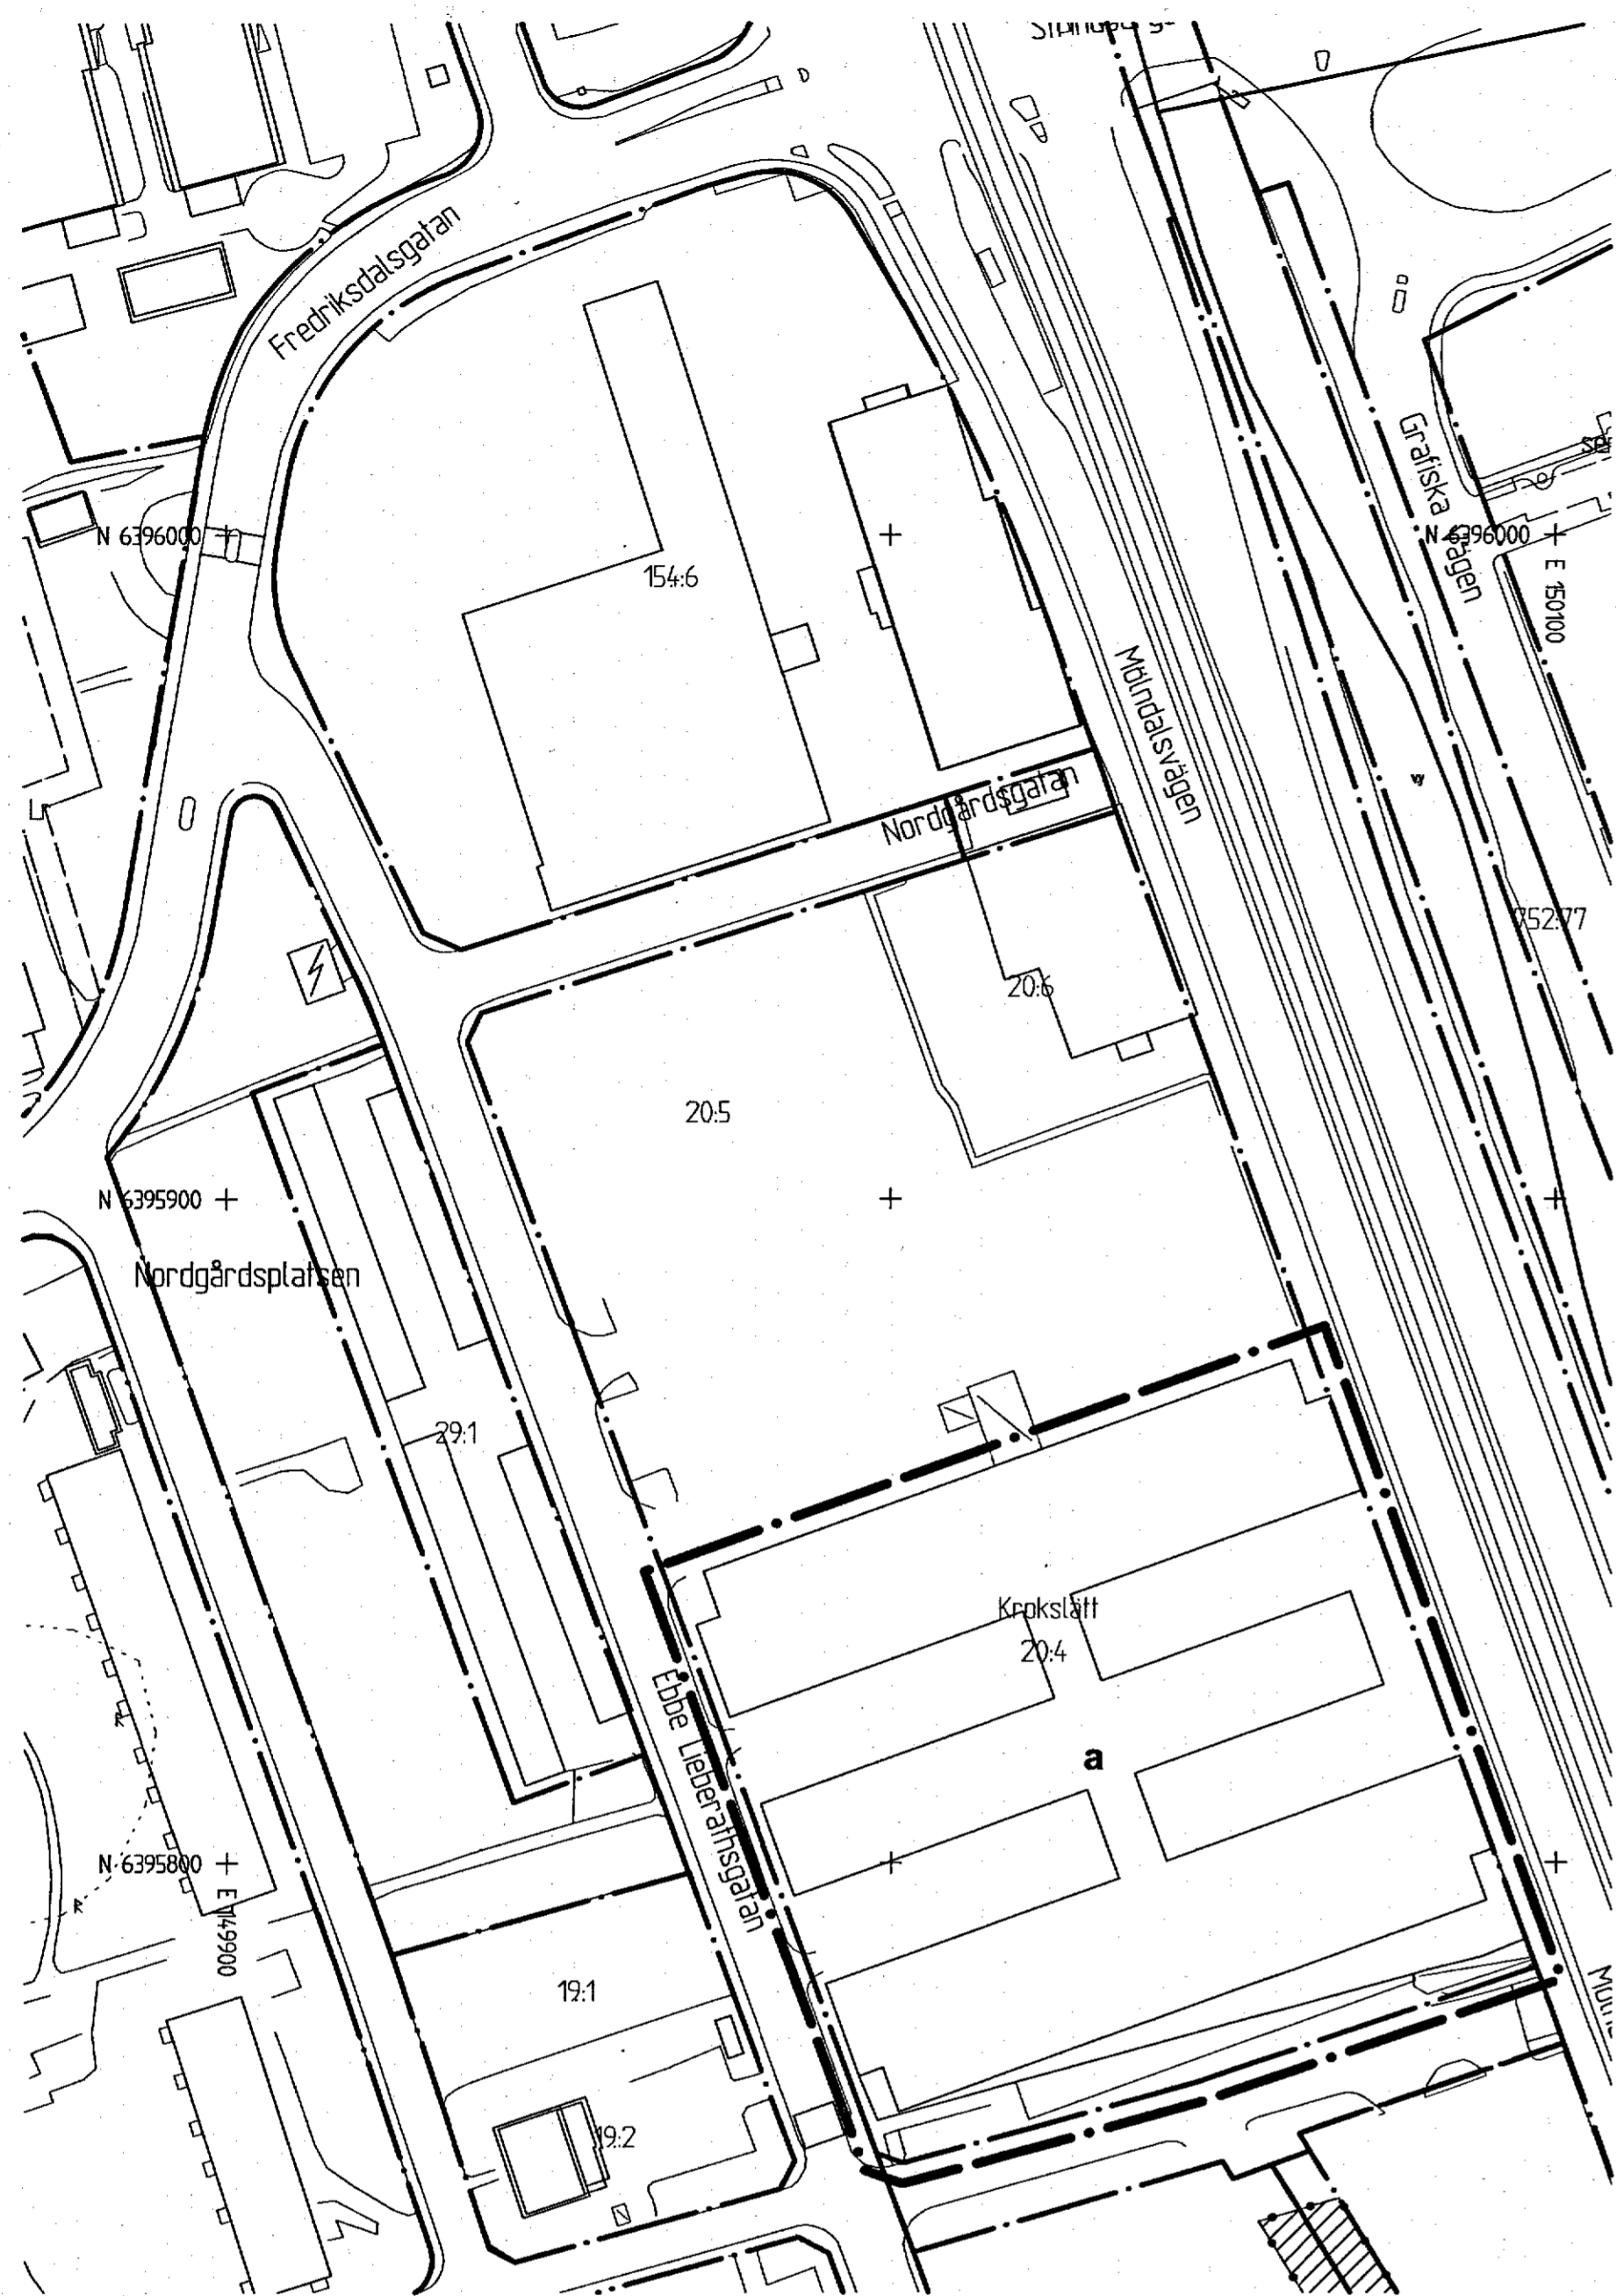 Fredriksdalsgatan
Grafiska vägen
N 6396000
N 6396000
E 150100
154:6
Mölndalsvägen
Nordgårdsgatan
752:77
20:6
20:5
N 6395900
Nordgårdsplatsen
29:1
Krokslätt
20:4
Ebbe Lieberathsgatan
a
N 6395800
E 149900
19:1
19:2